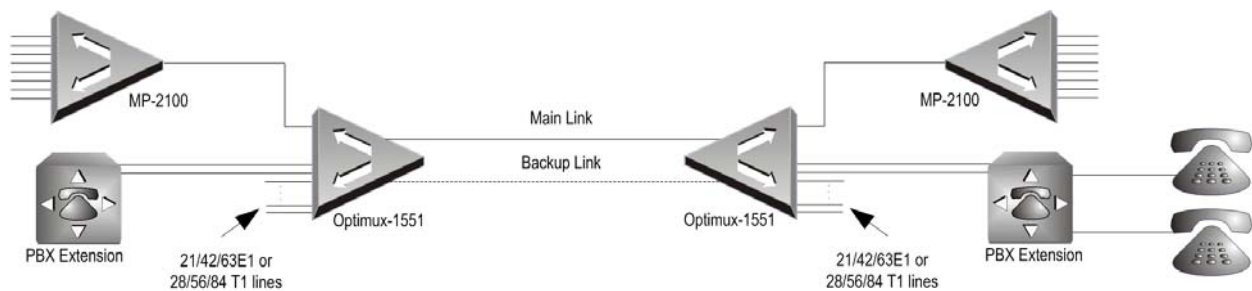 MP-2100
MP-2100
Main Link
Backup Link
Optimux-1551
Optimux-1551
PBX Extension
21/42/63E1 or
28/56/84 T1 lines
21/42/63E1 or
28/56/84 T1 lines
PBX Extension